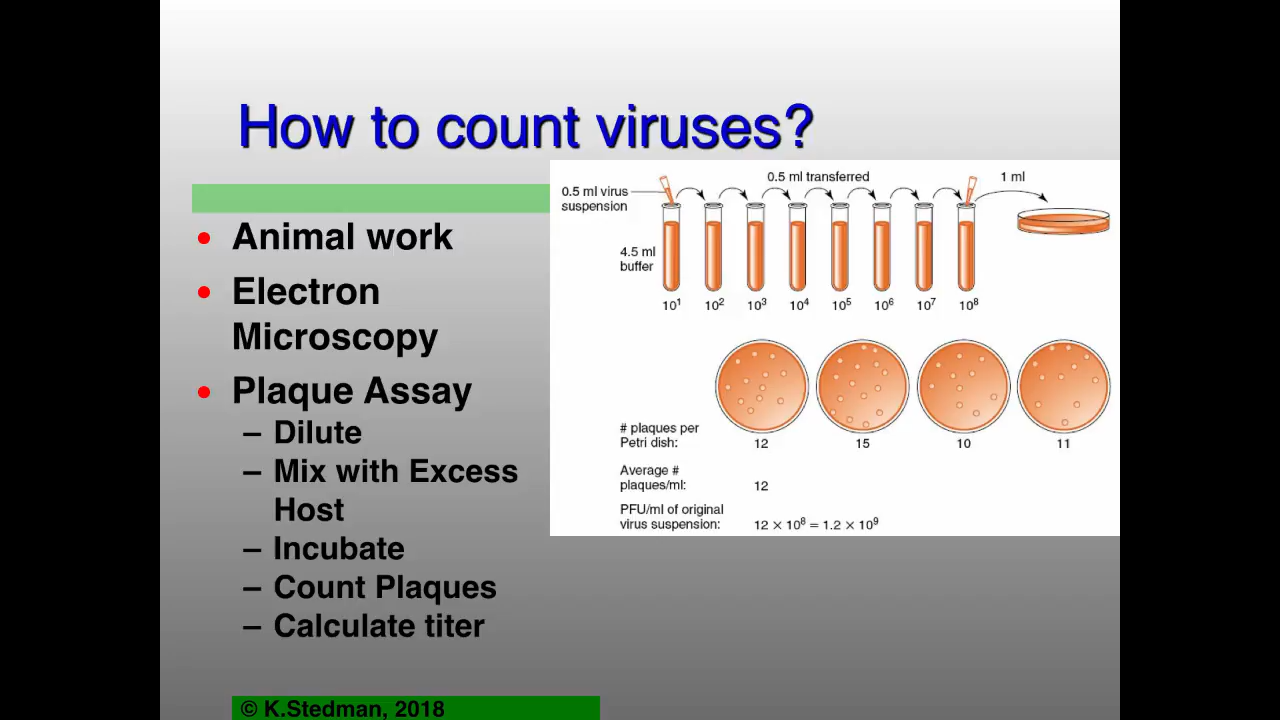 How to count viruses?
• Animal work
• Electron
Microscopy
• Plaque Assay
– Dilute
– Mix with Excess
Host
– Incubate
– Count Plaques
– Calculate titer
0.5 ml virus
suspension
0.5 ml transferred
1 ml
4.5 ml
buffer
10¹ 10² 10³ 10⁴ 10⁵ 10⁶ 10⁷ 10⁸
# plaques per
Petri dish: 12 15 10 11
Average #
plaques/ml: 12
PFU/ml of original
virus suspension: 12 × 10⁸ = 1.2 × 10⁹
© K.Stedman, 2018